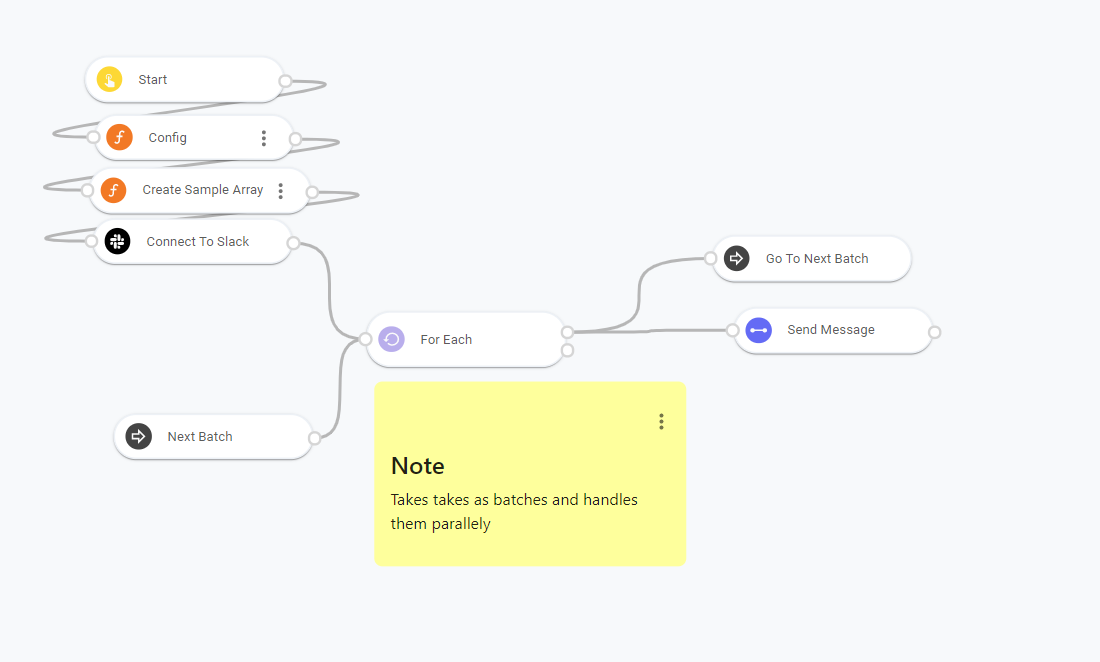 Start
Config
Create Sample Array
Connect To Slack
Go To Next Batch
Send Message
For Each
Next Batch
Note
Takes takes as batches and handles
them parallely